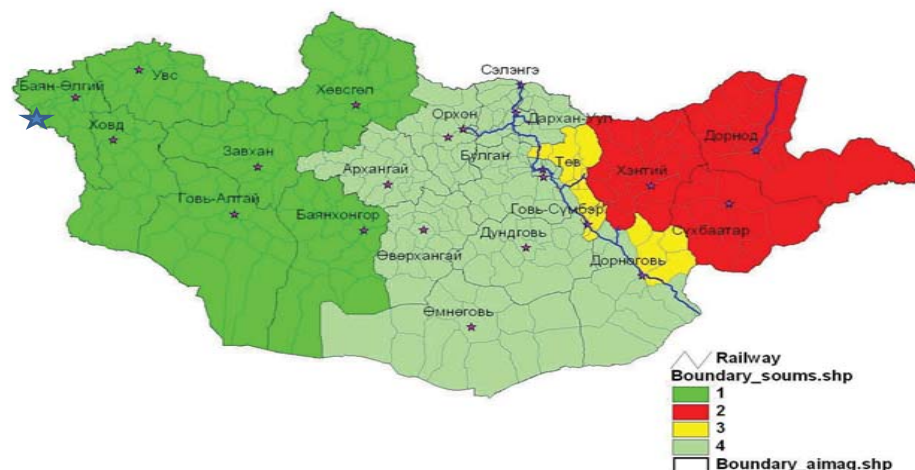 Сэлэнгэ
Увс
Баян-Өлгий
Хөвсгөл
Орхон
Дархан-Уул
Ховд
Дорнод
Булган
Завхан
Архангай
Төв
Хэнтий
Говь-Алтай
Баянхонгор
Говь-Сүмбэр
Өвөрхангай
Дундговь
Сүхбаатар
Дорноговь
Өмнөговь
Railway
Boundary_soums.shp
1
2
3
4
Boundary_aimag.shp